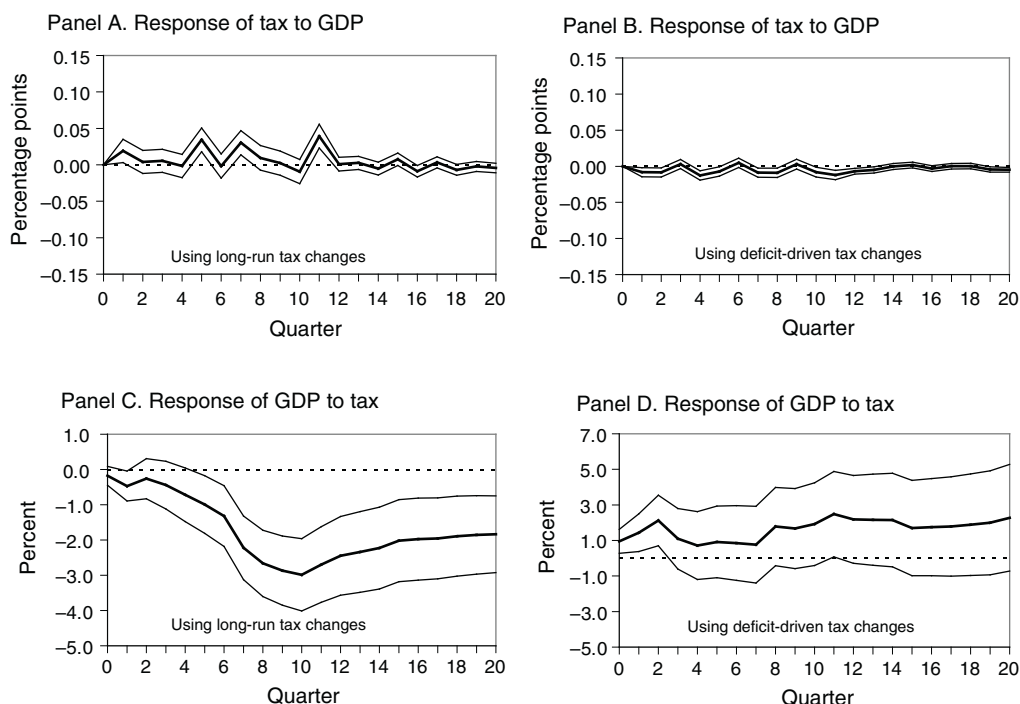 Panel A. Response of tax to GDP
Percentage points
0.15
0.10
0.05
0.00
−0.05
−0.10
−0.15
Using long-run tax changes
0 2 4 6 8 10 12 14 16 18 20
Quarter
Panel B. Response of tax to GDP
Percentage points
0.15
0.10
0.05
0.00
−0.05
−0.10
−0.15
Using deficit-driven tax changes
0 2 4 6 8 10 12 14 16 18 20
Quarter
Panel C. Response of GDP to tax
Percent
1.0
0.0
−1.0
−2.0
−3.0
−4.0
−5.0
Using long-run tax changes
0 2 4 6 8 10 12 14 16 18 20
Quarter
Panel D. Response of GDP to tax
Percent
7.0
5.0
3.0
1.0
−1.0
−3.0
−5.0
Using deficit-driven tax changes
0 2 4 6 8 10 12 14 16 18 20
Quarter